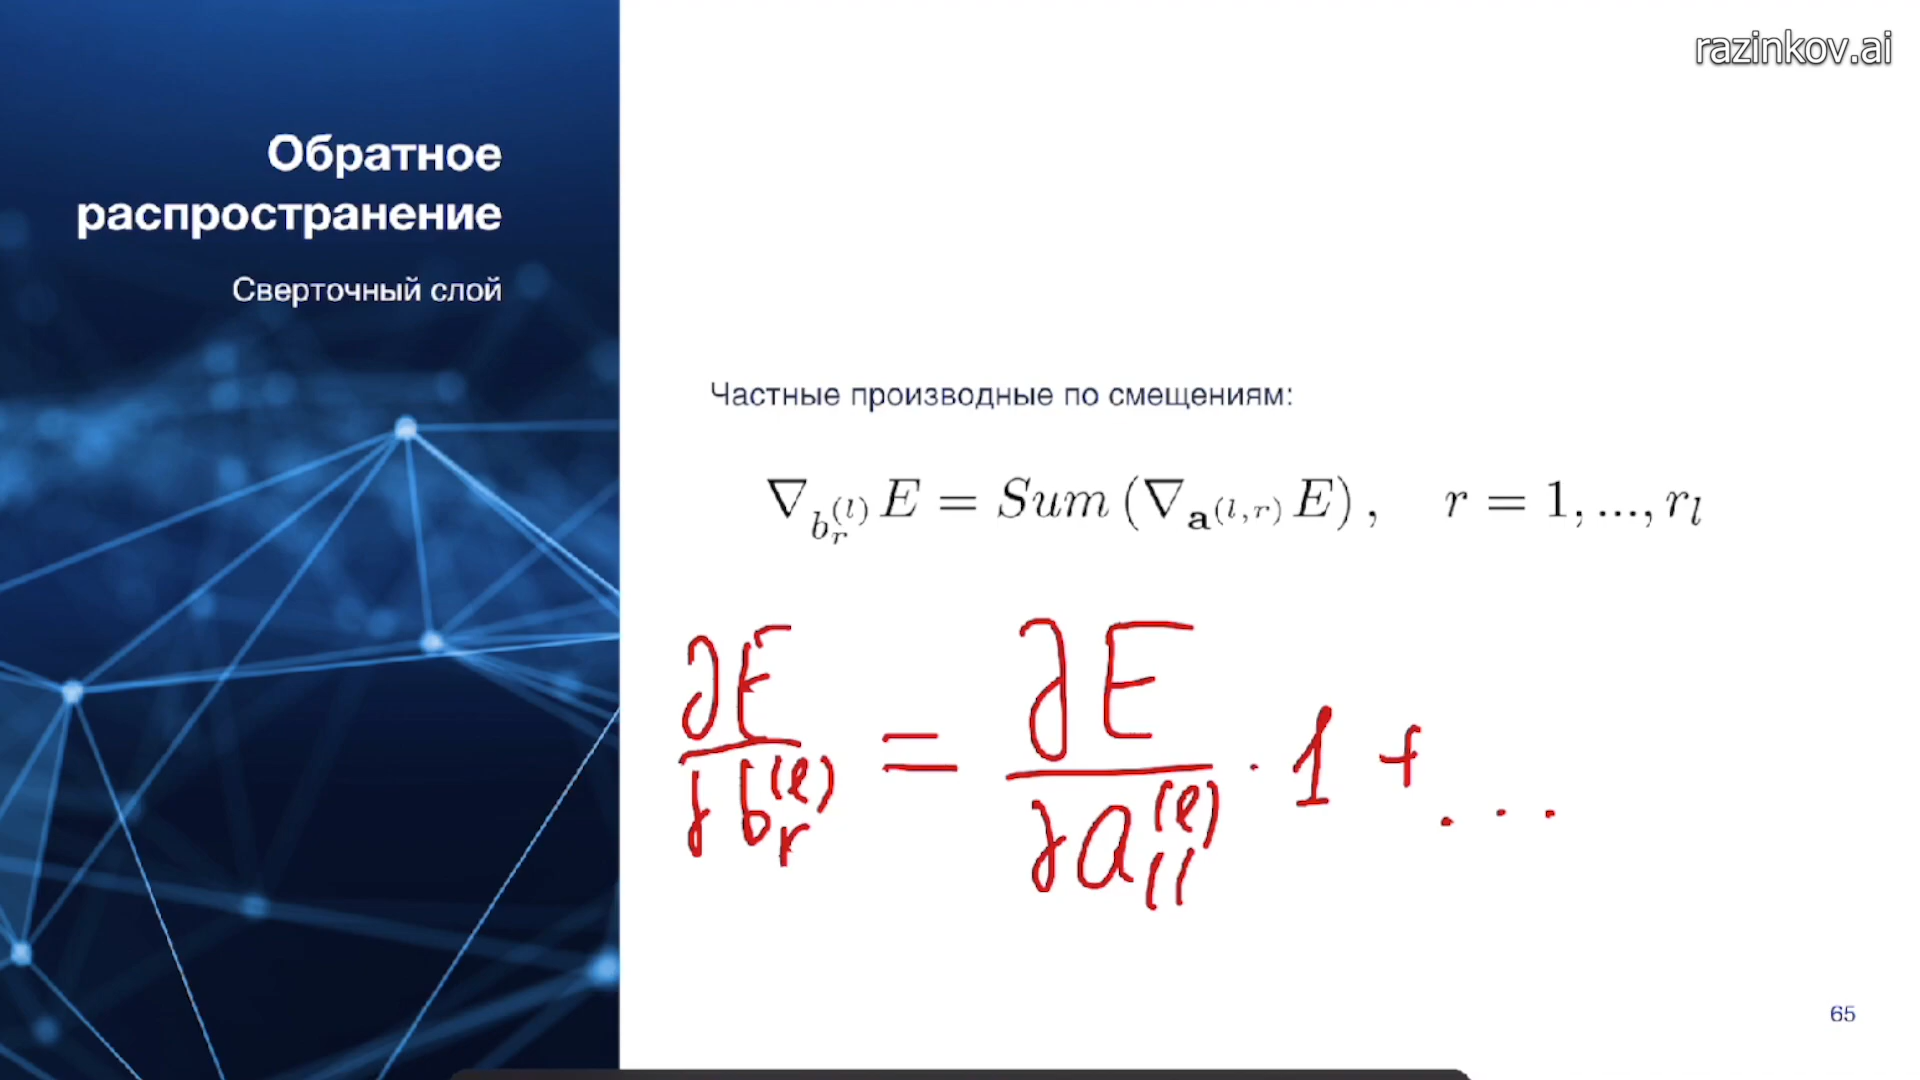 razinkov.ai
Обратное
распространение
Сверточный слой
Частные производные по смещениям:
∇_{b_r^{(l)}} E = Sum (∇_{𝐚^{(l,r)}} E) ,    r = 1, ..., r_l
∂E/∂b_r^{(l)} = ∂E/∂a_{11}^{(l)} · 1 + ...
65